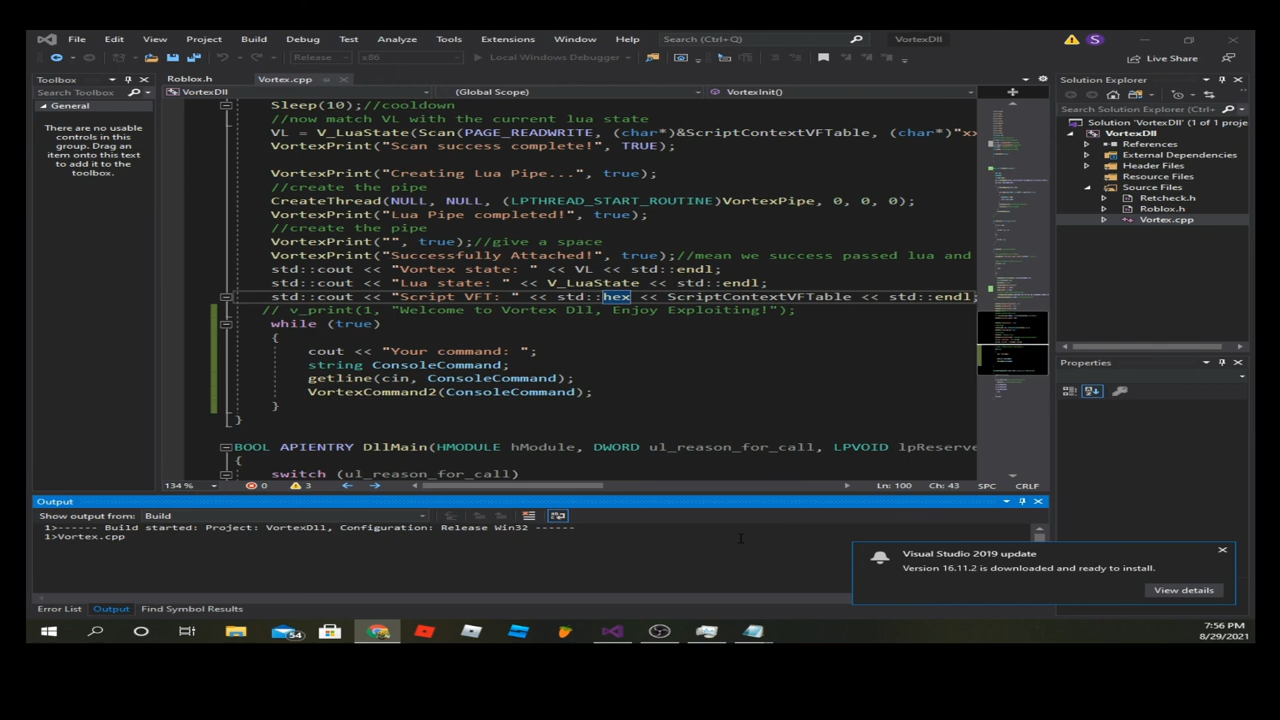 File Edit View Project Build Debug Test Analyze Tools Extensions Window Help Search (Ctrl+Q) VortexDll S
Release x86 Local Windows Debugger Live Share
Toolbox
Search Toolbox
General
There are no usable
controls in this
group. Drag an
item onto this text
to add it to the
toolbox.
Roblox.h Vortex.cpp
VortexDll (Global Scope) VortexInit()
Sleep(10);//cooldown
//now match VL with the current lua state
VL = V_LuaState(Scan(PAGE_READWRITE, (char*)&ScriptContextVFTable, (char*)"xx
VortexPrint("Scan success complete!", TRUE);
VortexPrint("Creating Lua Pipe...", true);
//create the pipe
CreateThread(NULL, NULL, (LPTHREAD_START_ROUTINE)VortexPipe, 0, 0, 0);
VortexPrint("Lua Pipe completed!", true);
//create the pipe
VortexPrint("", true);//give a space
VortexPrint("Successfully Attached!", true);//mean we success passed lua and
std::cout << "Vortex state: " << VL << std::endl;
std::cout << "Lua state: " << V_LuaState << std::endl;
std::cout << "Script VFT: " << std::hex << ScriptContextVFTable << std::endl;
// v_print(1, "Welcome to Vortex Dll, Enjoy Exploiting!");
while (true)
{
cout << "Your command: ";
string ConsoleCommand;
getline(cin, ConsoleCommand);
VortexCommand2(ConsoleCommand);
}
}
BOOL APIENTRY DllMain(HMODULE hModule, DWORD ul_reason_for_call, LPVOID lpReserve
{
switch (ul_reason_for_call)
134 % 0 3 Ln: 100 Ch: 43 SPC CRLF
Solution Explorer
Search Solution Explorer (Ctrl+;)
Solution 'VortexDll' (1 of 1 proje
VortexDll
References
External Dependencies
Header Files
Resource Files
Source Files
Retcheck.h
Roblox.h
Vortex.cpp
Properties
Output
Show output from: Build
1>------ Build started: Project: VortexDll, Configuration: Release Win32 ------
1>Vortex.cpp
Visual Studio 2019 update
Version 16.11.2 is downloaded and ready to install.
View details
Error List Output Find Symbol Results
54
7:56 PM
8/29/2021